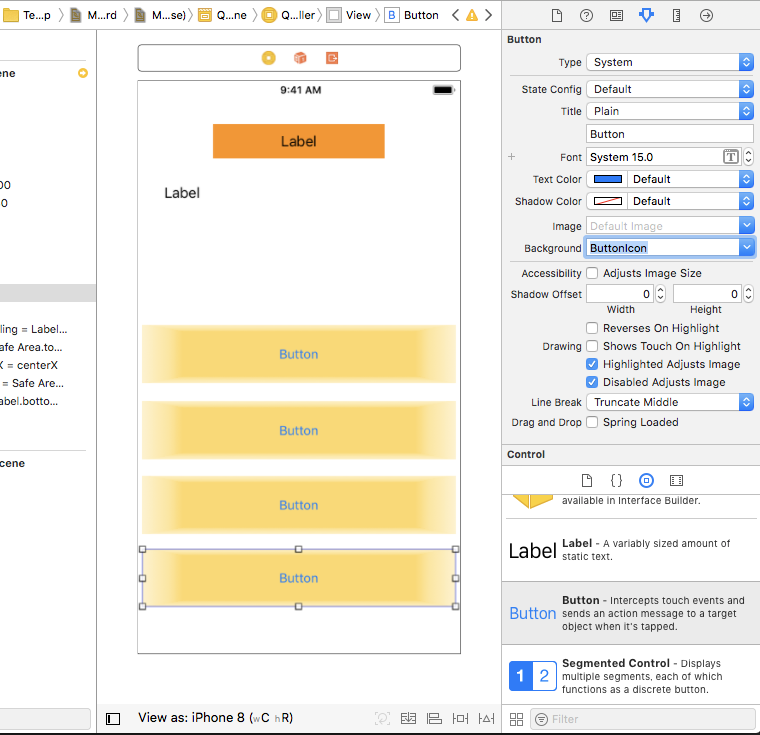 Te...p
M...rd
M...se)
Q...ne
Q...ller
View
B Button
ene
00
0
ling = Label...
afe Area.to...
X = centerX
= Safe Are...
abel.botto...
cene
9:41 AM
Label
Label
Button
Button
Button
Button
View as: iPhone 8 (wC hR)
Button
Type System
State Config Default
Title Plain
Button
+ Font System 15.0 T
Text Color Default
Shadow Color Default
Image Default Image
Background ButtonIcon
Accessibility Adjusts Image Size
Shadow Offset 0 0
Width Height
Reverses On Highlight
Drawing Shows Touch On Highlight
Highlighted Adjusts Image
Disabled Adjusts Image
Line Break Truncate Middle
Drag and Drop Spring Loaded
Control
{}
available in Interface Builder.
Label Label - A variably sized amount of
static text.
Button Button - Intercepts touch events and
sends an action message to a target
object when it's tapped.
1 2 Segmented Control - Displays
multiple segments, each of which
functions as a discrete button.
Filter